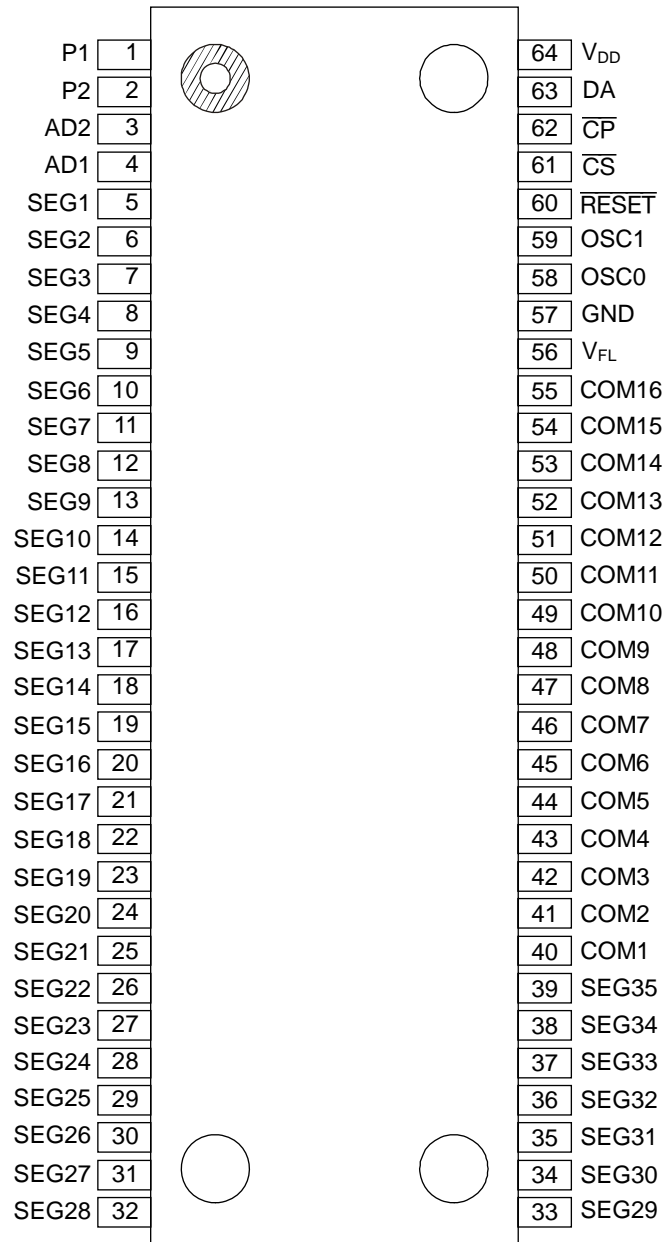 P1 1 64 VDD
P2 2 63 DA
AD2 3 62 C̅P̅
AD1 4 61 C̅S̅
SEG1 5 60 R̅E̅S̅E̅T̅
SEG2 6 59 OSC1
SEG3 7 58 OSC0
SEG4 8 57 GND
SEG5 9 56 VFL
SEG6 10 55 COM16
SEG7 11 54 COM15
SEG8 12 53 COM14
SEG9 13 52 COM13
SEG10 14 51 COM12
SEG11 15 50 COM11
SEG12 16 49 COM10
SEG13 17 48 COM9
SEG14 18 47 COM8
SEG15 19 46 COM7
SEG16 20 45 COM6
SEG17 21 44 COM5
SEG18 22 43 COM4
SEG19 23 42 COM3
SEG20 24 41 COM2
SEG21 25 40 COM1
SEG22 26 39 SEG35
SEG23 27 38 SEG34
SEG24 28 37 SEG33
SEG25 29 36 SEG32
SEG26 30 35 SEG31
SEG27 31 34 SEG30
SEG28 32 33 SEG29